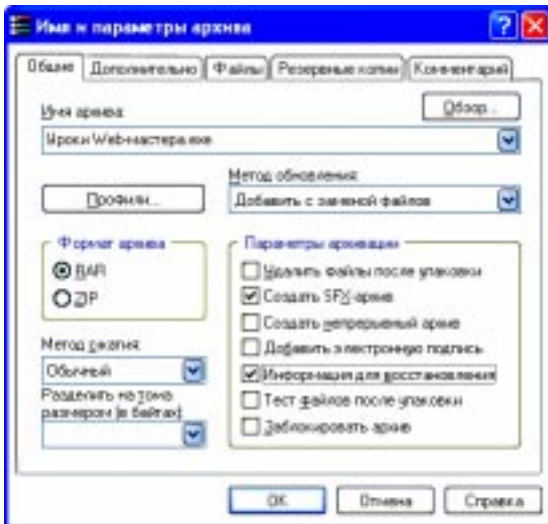 Имя и параметры архива
Общие Дополнительно Файлы Резервные копии Комментарий
Имя архива:
Обзор...
Уроки Web-мастера.exe
Метод обновления:
Профили...
Добавить с заменой файлов
Формат архива
RAR
ZIP
Параметры архивации
Удалить файлы после упаковки
Создать SFX-архив
Создать непрерывный архив
Добавить электронную подпись
Информация для восстановления
Тест файлов после упаковки
Заблокировать архив
Метод сжатия:
Обычный
Разделить на тома
размером (в байтах):
OK Отмена Справка